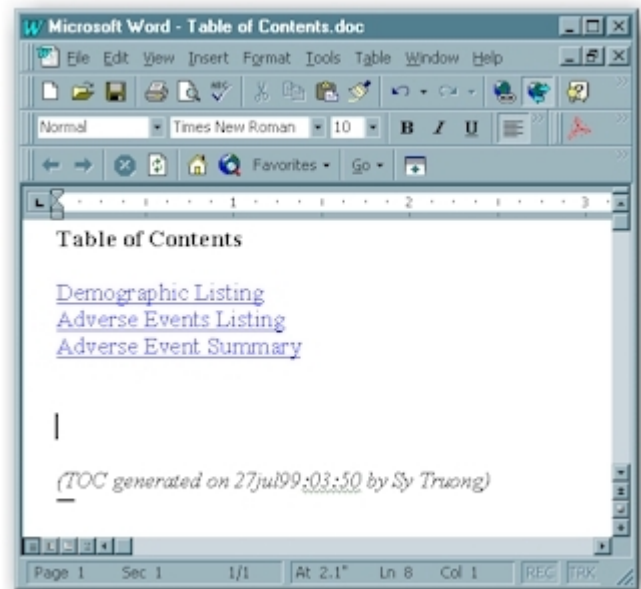 Microsoft Word - Table of Contents.doc
File Edit View Insert Format Tools Table Window Help
Normal Times New Roman 10 B I U
Favorites Go
1 2 3
Table of Contents
Demographic Listing
Adverse Events Listing
Adverse Event Summary
(TOC generated on 27jul99:03:50 by Sy Truong)
Page 1 Sec 1 1/1 At 2.1" Ln 8 Col 1 REC TRK